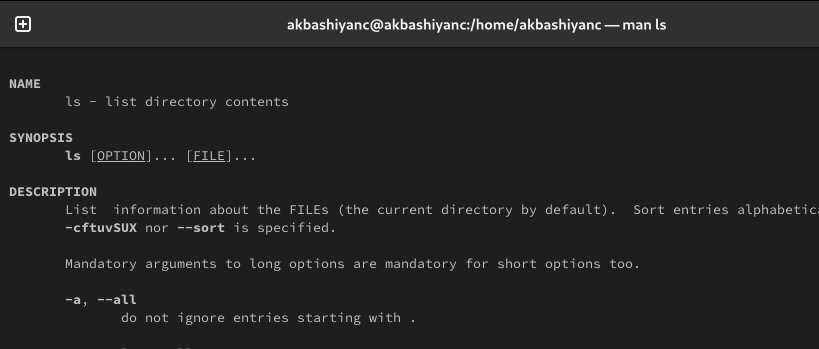 akbashiyanc@akbashiyanc:/home/akbashiyanc — man ls
NAME
ls - list directory contents
SYNOPSIS
ls [OPTION]... [FILE]...
DESCRIPTION
List  information about the FILEs (the current directory by default).  Sort entries
-cftuvSUX nor --sort is specified.
Mandatory arguments to long options are mandatory for short options too.
-a, --all
do not ignore entries starting with .